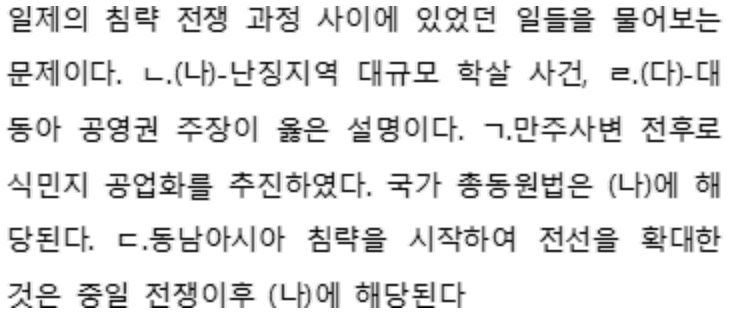 일제의 침략 전쟁 과정 사이에 있었던 일들을 물어보는
문제이다. ㄴ.(나)-난징지역 대규모 학살 사건, ㄹ.(다)-대
동아 공영권 주장이 옳은 설명이다. ㄱ.만주사변 전후로
식민지 공업화를 추진하였다. 국가 총동원법은 (나)에 해
당된다. ㄷ.동남아시아 침략을 시작하여 전선을 확대한
것은 중일 전쟁이후 (나)에 해당된다